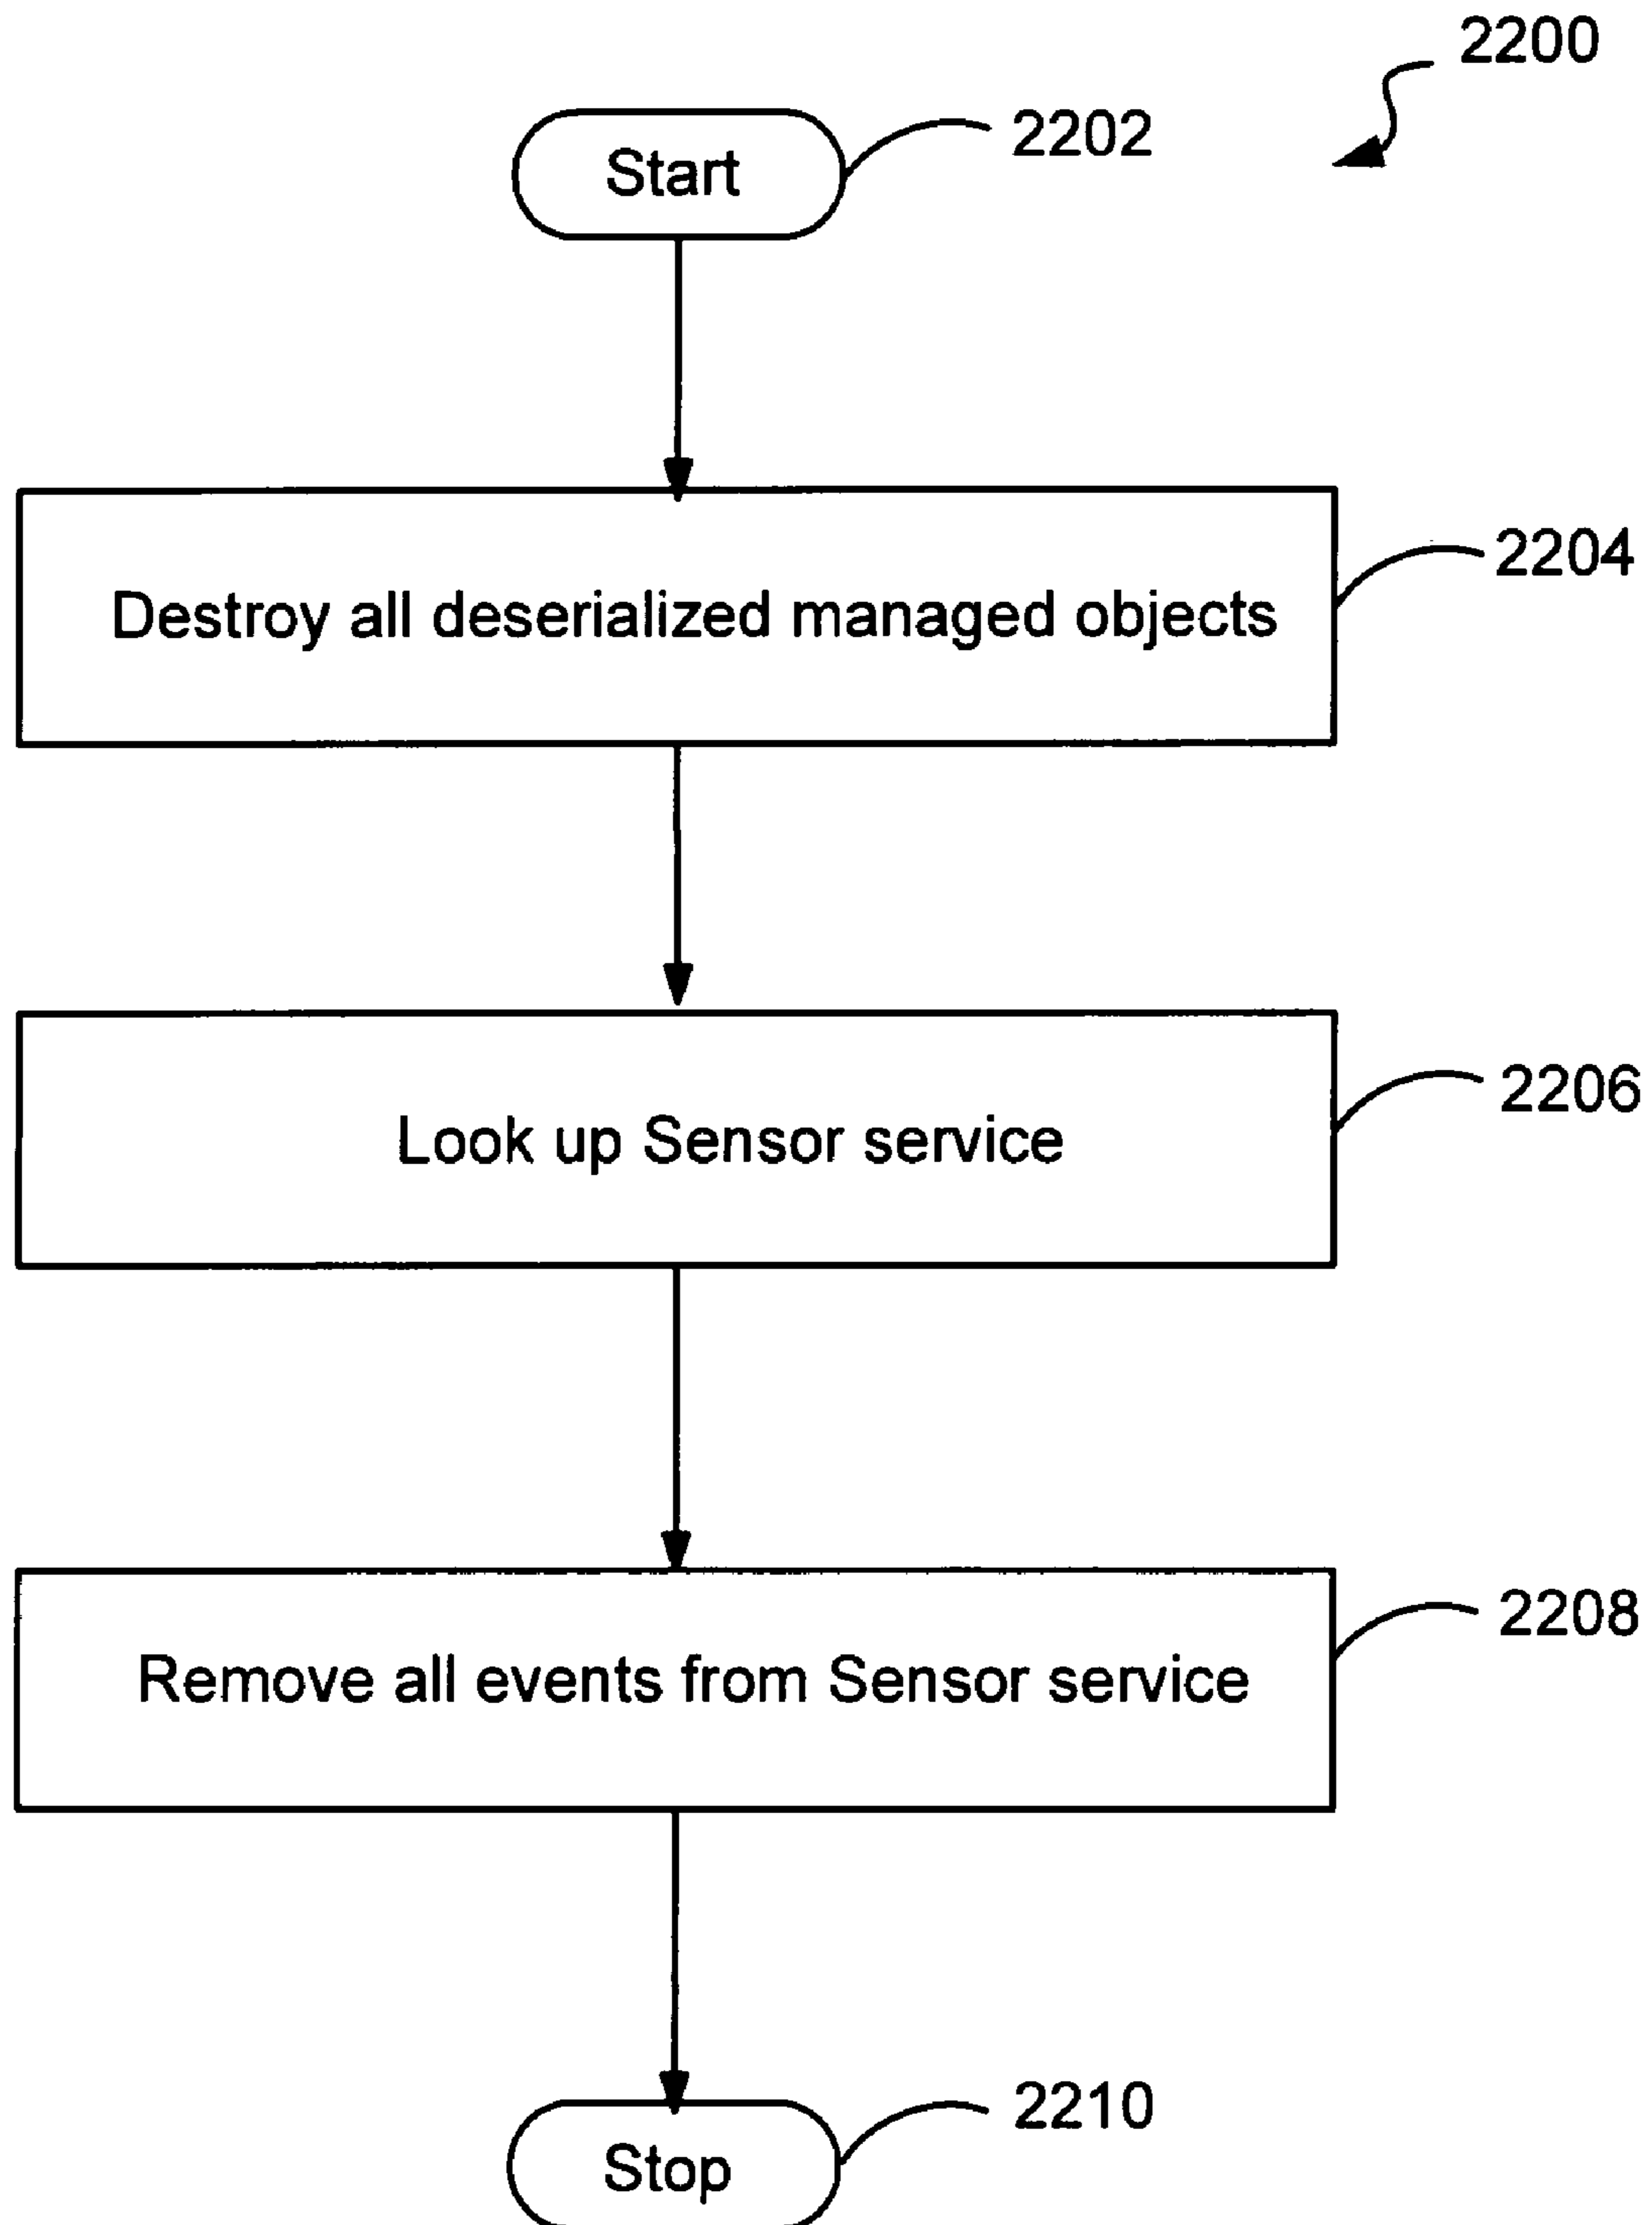 2200
Start
2202
Destroy all deserialized managed objects
2204
Look up Sensor service
2206
Remove all events from Sensor service
2208
Stop
2210